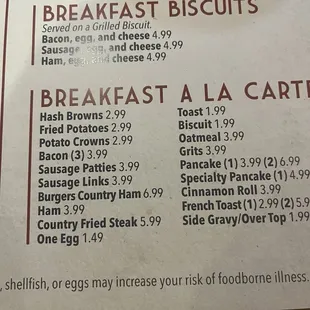 BREAKFAST BISCUITS
Served on a Grilled Biscuit.
Bacon, egg, and cheese 4.99
Sausage, egg, and cheese 4.99
Ham, egg, and cheese 4.99
BREAKFAST A LA CARTE
Hash Browns 2.99
Fried Potatoes 2.99
Potato Crowns 2.99
Bacon (3) 3.99
Sausage Patties 3.99
Sausage Links 3.99
Burgers Country Ham 6.99
Ham 3.99
Country Fried Steak 5.99
One Egg 1.49
Toast 1.99
Biscuit 1.99
Oatmeal 3.99
Grits 3.99
Pancake (1) 3.99 (2) 6.99
Specialty Pancake (1) 4.99
Cinnamon Roll 3.99
French Toast (1) 2.99 (2) 5.9
Side Gravy/Over Top 1.99
, shellfish, or eggs may increase your risk of foodborne illness.